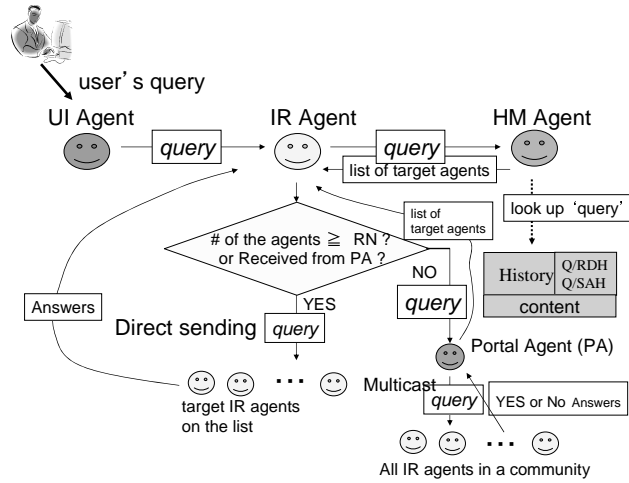 user's query
UI Agent
IR Agent
HM Agent
query
query
list of target agents
look up 'query'
list of
target agents
# of the agents ≧ RN ?
or Received from PA ?
History
Q/RDH
Q/SAH
content
NO
YES
Answers
query
Direct sending
query
Portal Agent (PA)
Multicast
query
YES or No Answers
target IR agents
on the list
All IR agents in a community